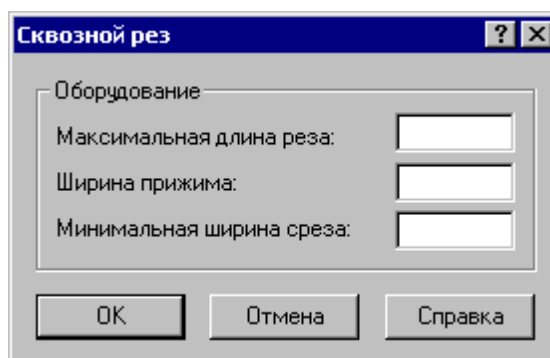 Сквозной рез
Оборудование
Максимальная длина реза:
Ширина прижима:
Минимальная ширина среза:
OK Отмена Справка